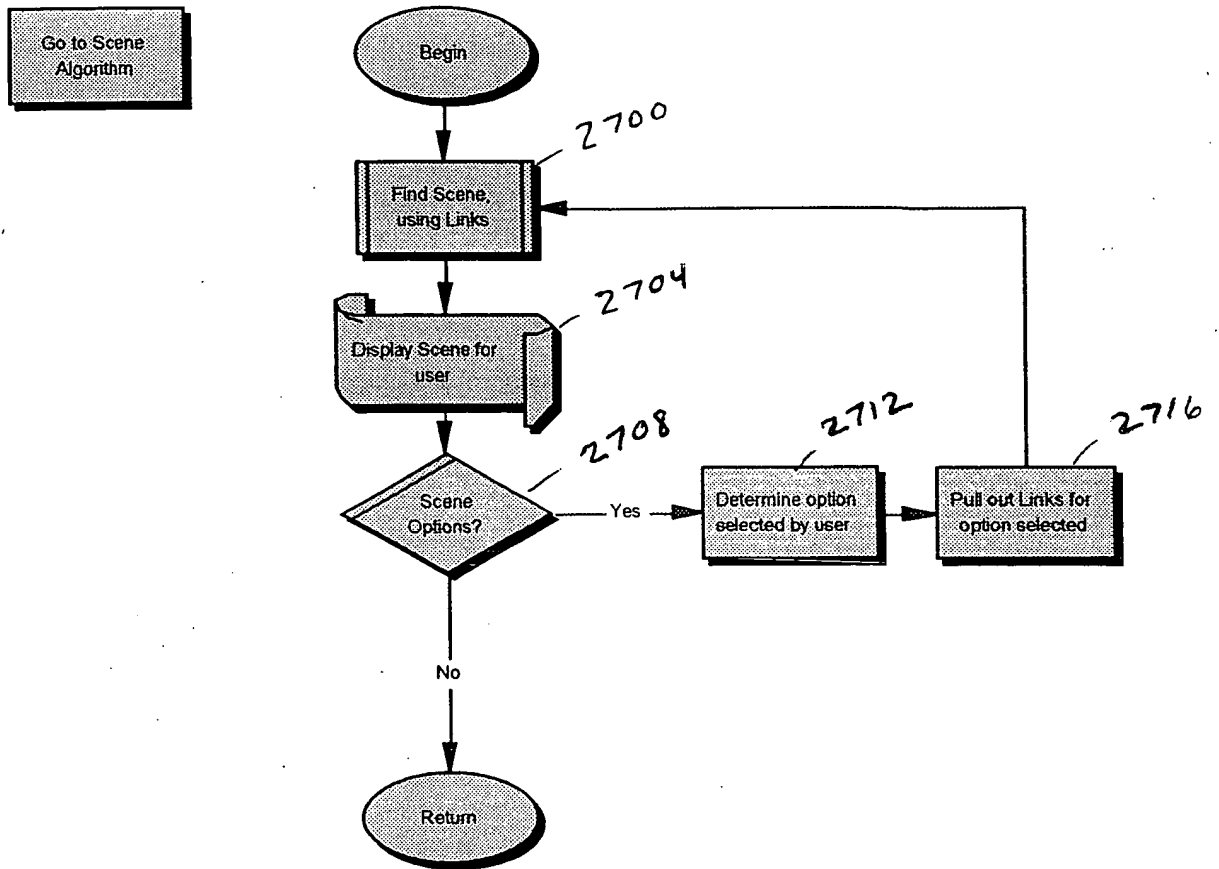 Go to Scene
Algorithm
Begin
2700
Find Scene,
using Links
2704
Display Scene for
user
2708
Scene
Options?
Yes
2712
Determine option
selected by user
2716
Pull out Links for
option selected
No
Return